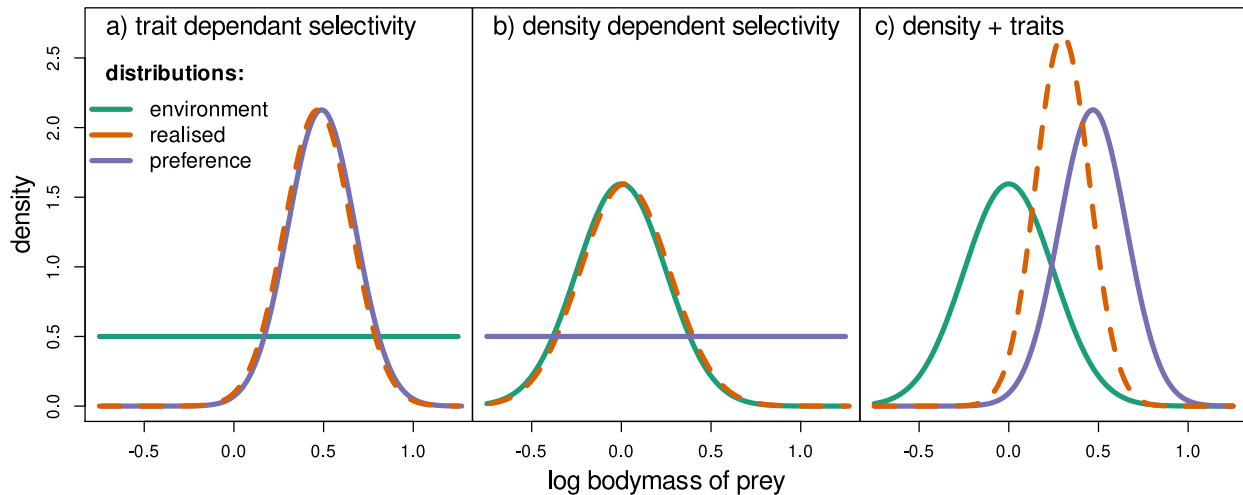 a) trait dependant selectivity
b) density dependent selectivity
c) density + traits
distributions:
environment
realised
preference
density
0.0
0.5
1.0
1.5
2.0
2.5
-0.5 0.0 0.5 1.0
-0.5 0.0 0.5 1.0
-0.5 0.0 0.5 1.0
log bodymass of prey